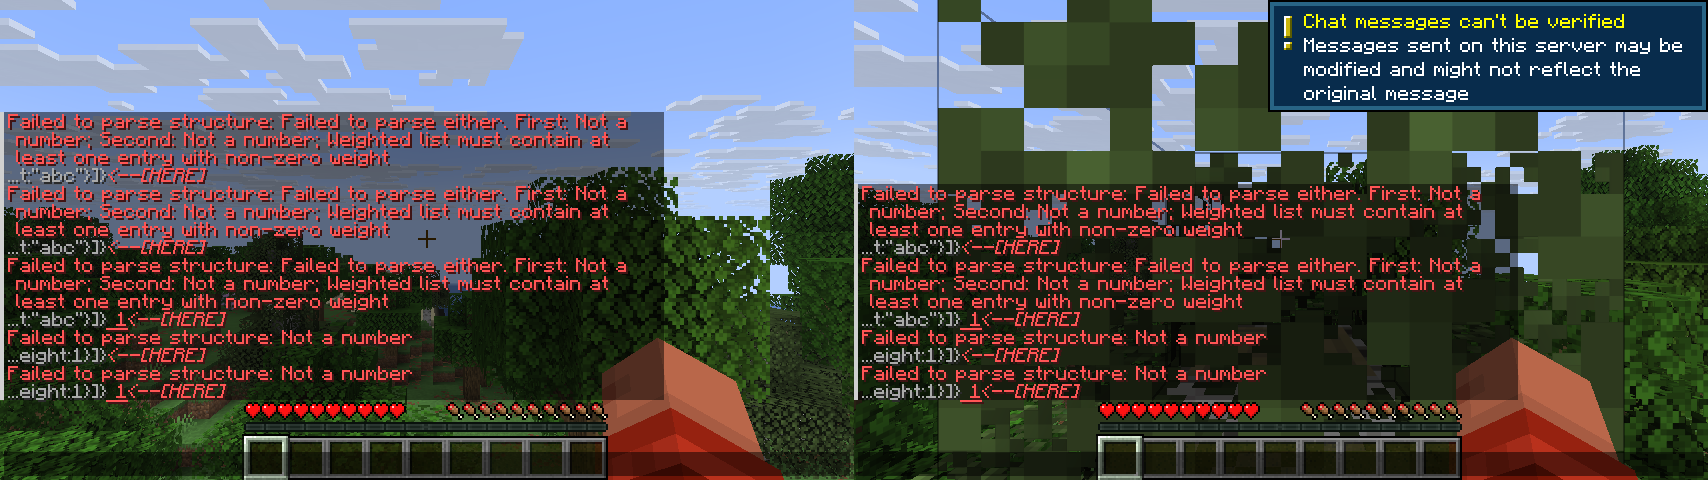 Failed to parse structure: Failed to parse either. First: Not a
number; Second: Not a number; Weighted list must contain at
least one entry with non-zero weight
...t:"abc"}]}<--[HERE]
Failed to parse structure: Failed to parse either. First: Not a
number; Second: Not a number; Weighted list must contain at
least one entry with non-zero weight
...t:"abc"}]}<--[HERE]
Failed to parse structure: Failed to parse either. First: Not a
number; Second: Not a number; Weighted list must contain at
least one entry with non-zero weight
...t:"abc"}]} 1<--[HERE]
Failed to parse structure: Not a number
...eight:1}]}<--[HERE]
Failed to parse structure: Not a number
...eight:1}]} 1<--[HERE]
Chat messages can't be verified
Messages sent on this server may be
modified and might not reflect the
original message
Failed to parse structure: Failed to parse either. First: Not a
number; Second: Not a number; Weighted list must contain at
least one entry with non-zero weight
...t:"abc"}]}<--[HERE]
Failed to parse structure: Failed to parse either. First: Not a
number; Second: Not a number; Weighted list must contain at
least one entry with non-zero weight
...t:"abc"}]} 1<--[HERE]
Failed to parse structure: Not a number
...eight:1}]}<--[HERE]
Failed to parse structure: Not a number
...eight:1}]} 1<--[HERE]